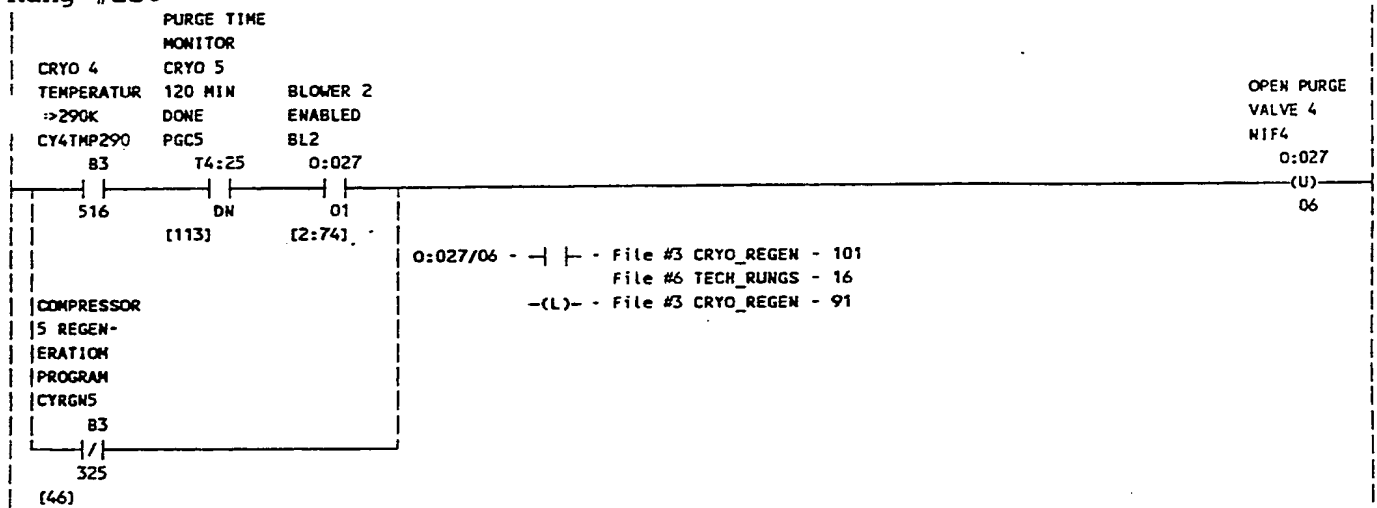 PURGE TIME
MONITOR
CRYO 4 CRYO 5
TEMPERATUR 120 MIN BLOWER 2 OPEN PURGE
=>290K DONE ENABLED VALVE 4
CY4TMP290 PGC5 BL2 NIF4
B3 T4:25 O:027 O:027
(U)
516 DN 01 06
[113] [2:74]
O:027/06 - -| |- - File #3 CRYO_REGEN - 101
File #6 TECH_RUNGS - 16
-(L)- - File #3 CRYO_REGEN - 91
COMPRESSOR
5 REGEN-
ERATION
PROGRAM
CYRGN5
B3
325
[46]